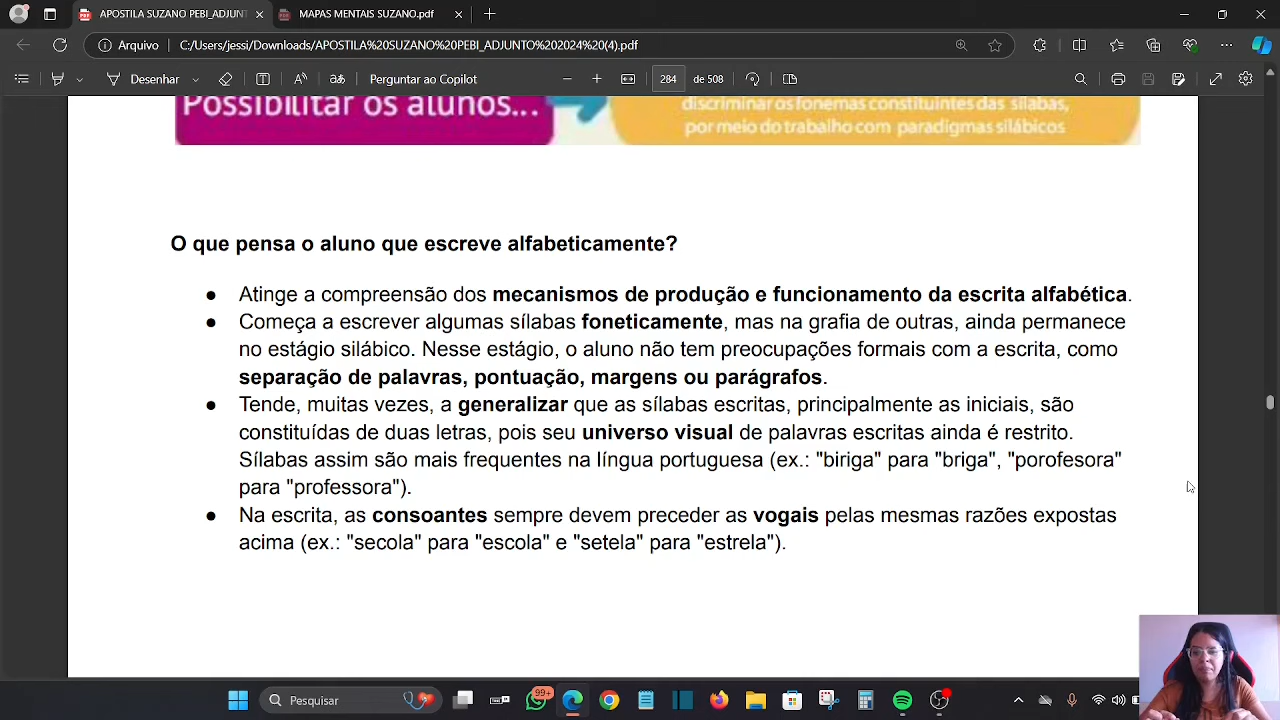 APOSTILA SUZANO PEBI_ADJUNT
MAPAS MENTAIS SUZANO.pdf
Arquivo
C:/Users/jessi/Downloads/APOSTILA%20SUZANO%20PEBI_ADJUNTO%202024%20(4).pdf
Desenhar
Perguntar ao Copilot
284
de 508
Possibilitar os alunos...
discriminar os fonemas constituintes das sílabas,
por meio do trabalho com paradigmas silábicos
O que pensa o aluno que escreve alfabeticamente?
● Atinge a compreensão dos mecanismos de produção e funcionamento da escrita alfabética.
● Começa a escrever algumas sílabas foneticamente, mas na grafia de outras, ainda permanece
no estágio silábico. Nesse estágio, o aluno não tem preocupações formais com a escrita, como
separação de palavras, pontuação, margens ou parágrafos.
● Tende, muitas vezes, a generalizar que as sílabas escritas, principalmente as iniciais, são
constituídas de duas letras, pois seu universo visual de palavras escritas ainda é restrito.
Sílabas assim são mais frequentes na língua portuguesa (ex.: "biriga" para "briga", "porofesora"
para "professora").
● Na escrita, as consoantes sempre devem preceder as vogais pelas mesmas razões expostas
acima (ex.: "secola" para "escola" e "setela" para "estrela").
Pesquisar
99+